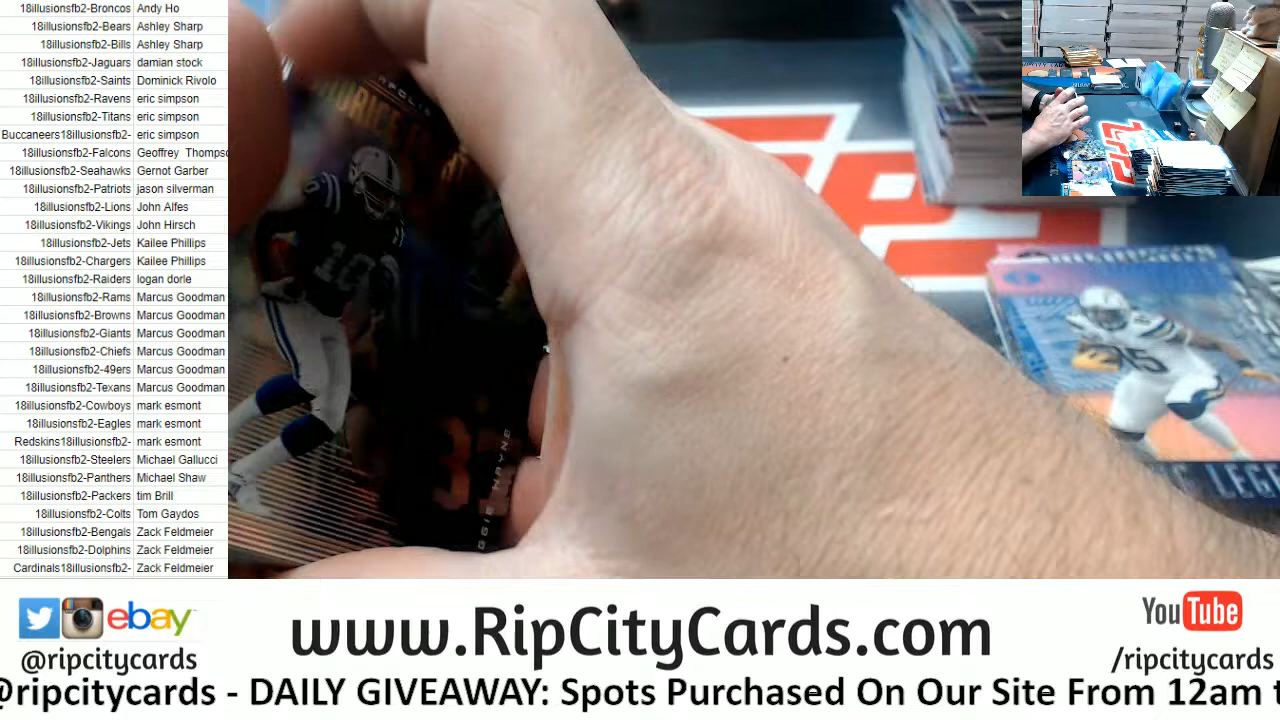 18illusionsfb2-Broncos Andy Ho
18illusionsfb2-Bears Ashley Sharp
18illusionsfb2-Bills Ashley Sharp
18illusionsfb2-Jaguars damian stock
18illusionsfb2-Saints Dominick Rivolo
18illusionsfb2-Ravens eric simpson
18illusionsfb2-Titans eric simpson
Buccaneers18illusionsfb2- eric simpson
18illusionsfb2-Falcons Geoffrey Thompso
18illusionsfb2-Seahawks Gernot Garber
18illusionsfb2-Patriots jason silverman
18illusionsfb2-Lions John Alfes
18illusionsfb2-Vikings John Hirsch
18illusionsfb2-Jets Kailee Phillips
18illusionsfb2-Chargers Kailee Phillips
18illusionsfb2-Raiders logan dorle
18illusionsfb2-Rams Marcus Goodman
18illusionsfb2-Browns Marcus Goodman
18illusionsfb2-Giants Marcus Goodman
18illusionsfb2-Chiefs Marcus Goodman
18illusionsfb2-49ers Marcus Goodman
18illusionsfb2-Texans Marcus Goodman
18illusionsfb2-Cowboys mark esmont
18illusionsfb2-Eagles mark esmont
Redskins18illusionsfb2- mark esmont
18illusionsfb2-Steelers Michael Gallucci
18illusionsfb2-Panthers Michael Shaw
18illusionsfb2-Packers tim Brill
18illusionsfb2-Colts Tom Gaydos
18illusionsfb2-Bengals Zack Feldmeier
18illusionsfb2-Dolphins Zack Feldmeier
Cardinals18illusionsfb2- Zack Feldmeier
10
GGIE WAYNE
LEG
ebay
@ripcitycards
www.RipCityCards.com
YouTube
/ripcitycards
@ripcitycards - DAILY GIVEAWAY: Spots Purchased On Our Site From 12am t